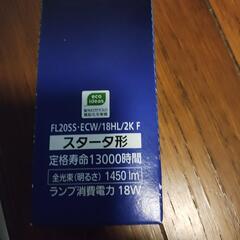 eco
ideas
FL20SS・ECW/18HL/2K F
スタータ形
定格寿命13000時間
全光束(明るさ) 1450 lm
ランプ消費電力 18W